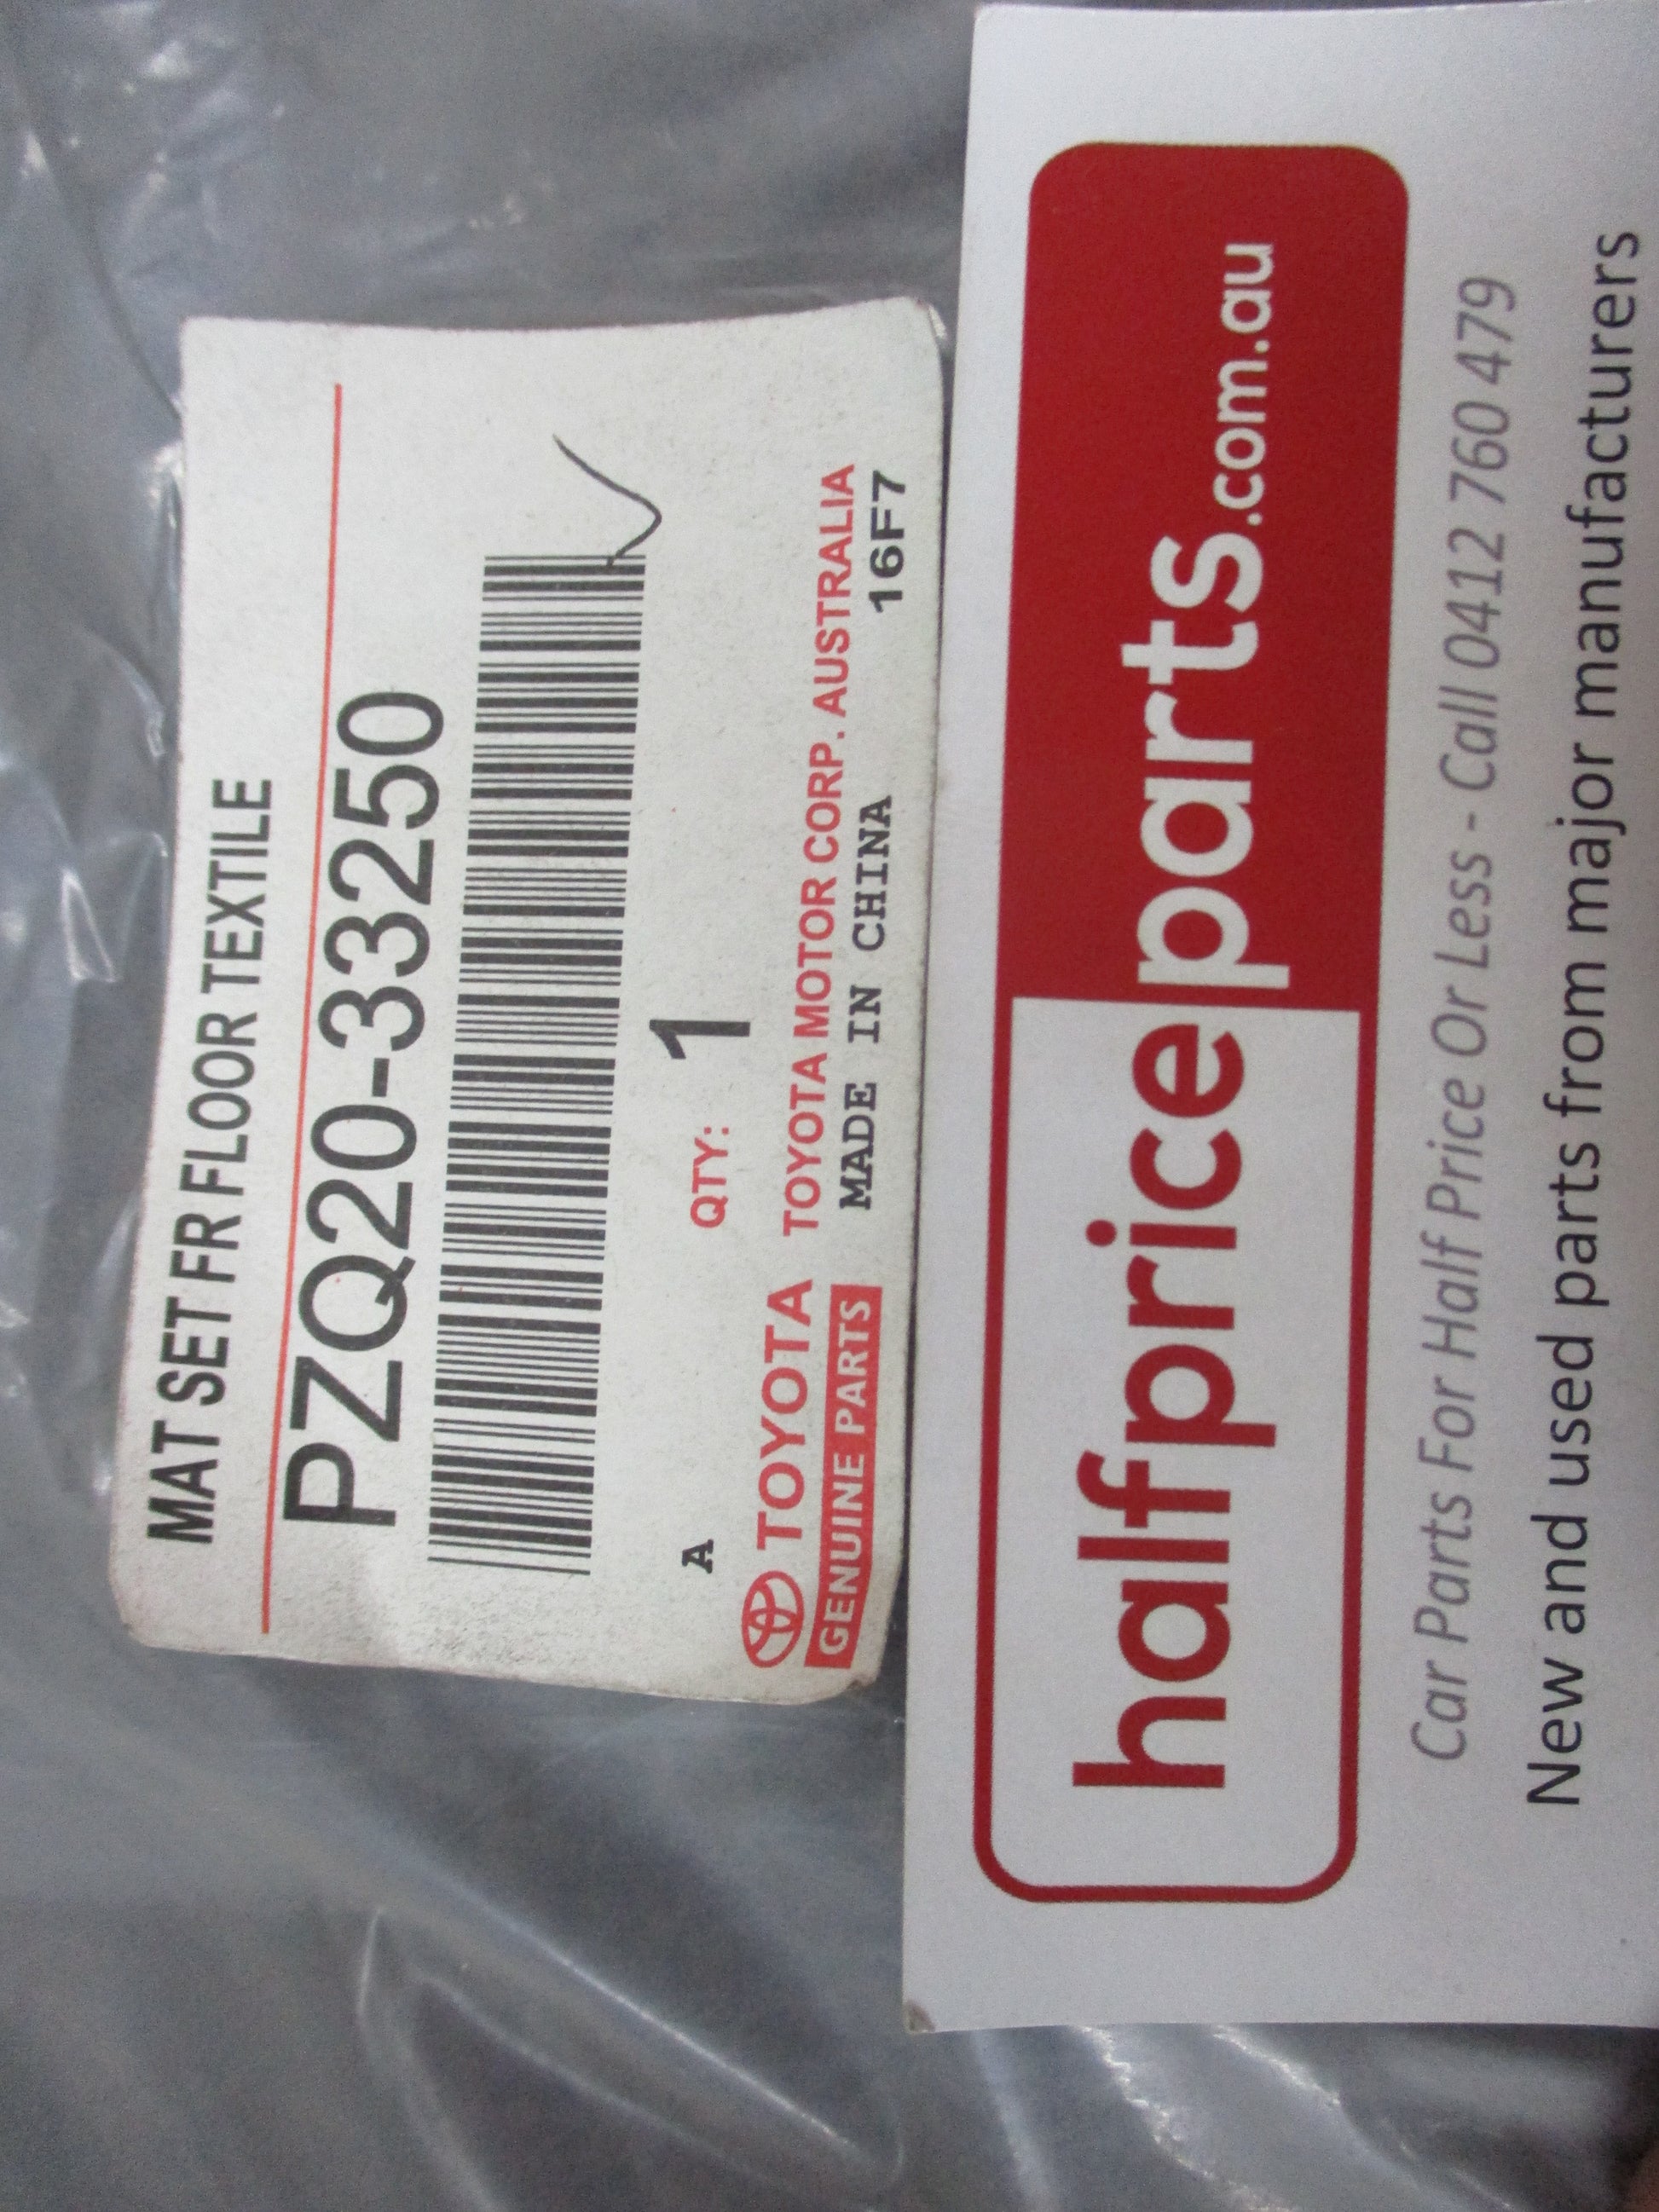 MAT SET FR FLOOR TEXTILE
PZQ20-33250
A
QTY: 1
TOYOTA
GENUINE PARTS
TOYOTA MOTOR CORP. AUSTRALIA
MADE IN CHINA 16F7
halfpriceparts.com.au
Car Parts For Half Price Or Less - Call 0412 760 479
New and used parts from major manufacturers